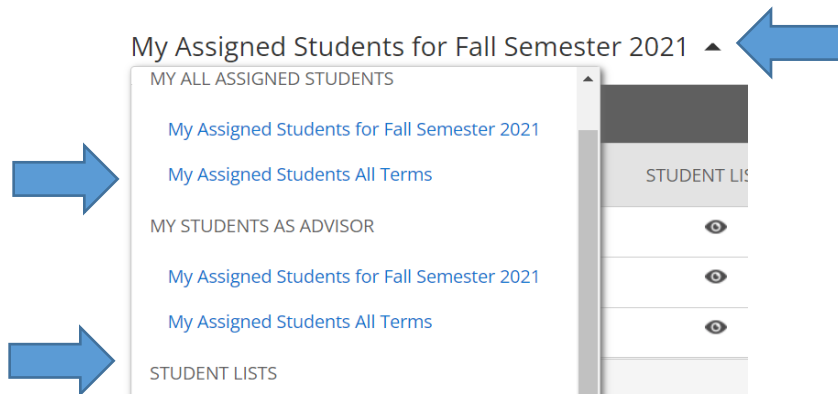 My Assigned Students for Fall Semester 2021
MY ALL ASSIGNED STUDENTS
My Assigned Students for Fall Semester 2021
My Assigned Students All Terms
STUDENT LIS
MY STUDENTS AS ADVISOR
My Assigned Students for Fall Semester 2021
My Assigned Students All Terms
STUDENT LISTS